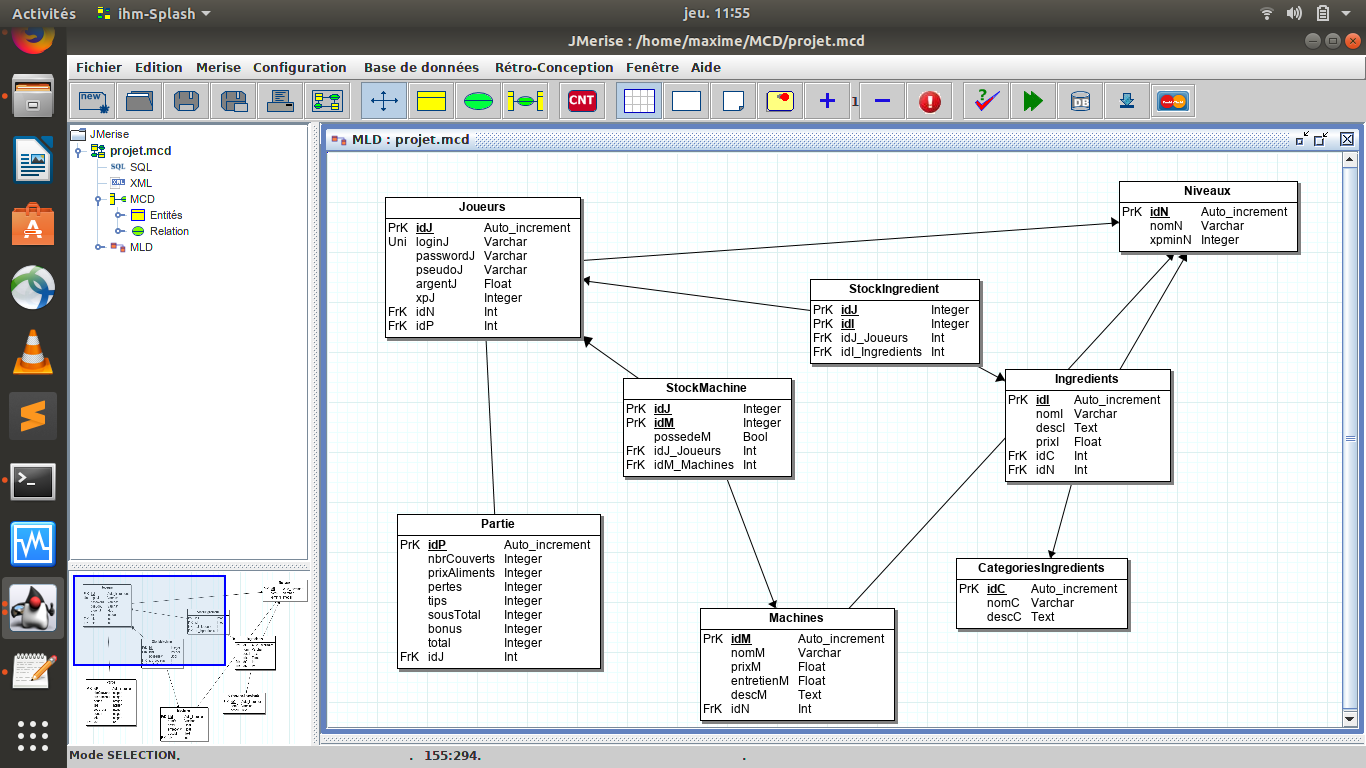 Activités
ihm-Splash
jeu. 11:55
JMerise : /home/maxime/MCD/projet.mcd
Fichier Edition Merise Configuration Base de données Rétro-Conception Fenêtre Aide
new
CNT
1
DB
JMerise
projet.mcd
SQL SQL
XML XML
MCD
Entités
Relation
MLD
MLD : projet.mcd
Joueurs
PrK idJ Auto_increment
Uni loginJ Varchar
passwordJ Varchar
pseudoJ Varchar
argentJ Float
xpJ Integer
FrK idN Int
FrK idP Int
Niveaux
PrK idN Auto_increment
nomN Varchar
xpminN Integer
StockIngredient
PrK idJ Integer
PrK idI Integer
FrK idJ_Joueurs Int
FrK idI_Ingredients Int
StockMachine
PrK idJ Integer
PrK idM Integer
possedeM Bool
FrK idJ_Joueurs Int
FrK idM_Machines Int
Ingredients
PrK idI Auto_increment
nomI Varchar
descI Text
prixI Float
FrK idC Int
FrK idN Int
Partie
PrK idP Auto_increment
nbrCouverts Integer
prixAliments Integer
pertes Integer
tips Integer
sousTotal Integer
bonus Integer
total Integer
FrK idJ Int
CategoriesIngredients
PrK idC Auto_increment
nomC Varchar
descC Text
Machines
PrK idM Auto_increment
nomM Varchar
prixM Float
entretienM Float
descM Text
FrK idN Int
Mode SELECTION. . 155:294. .